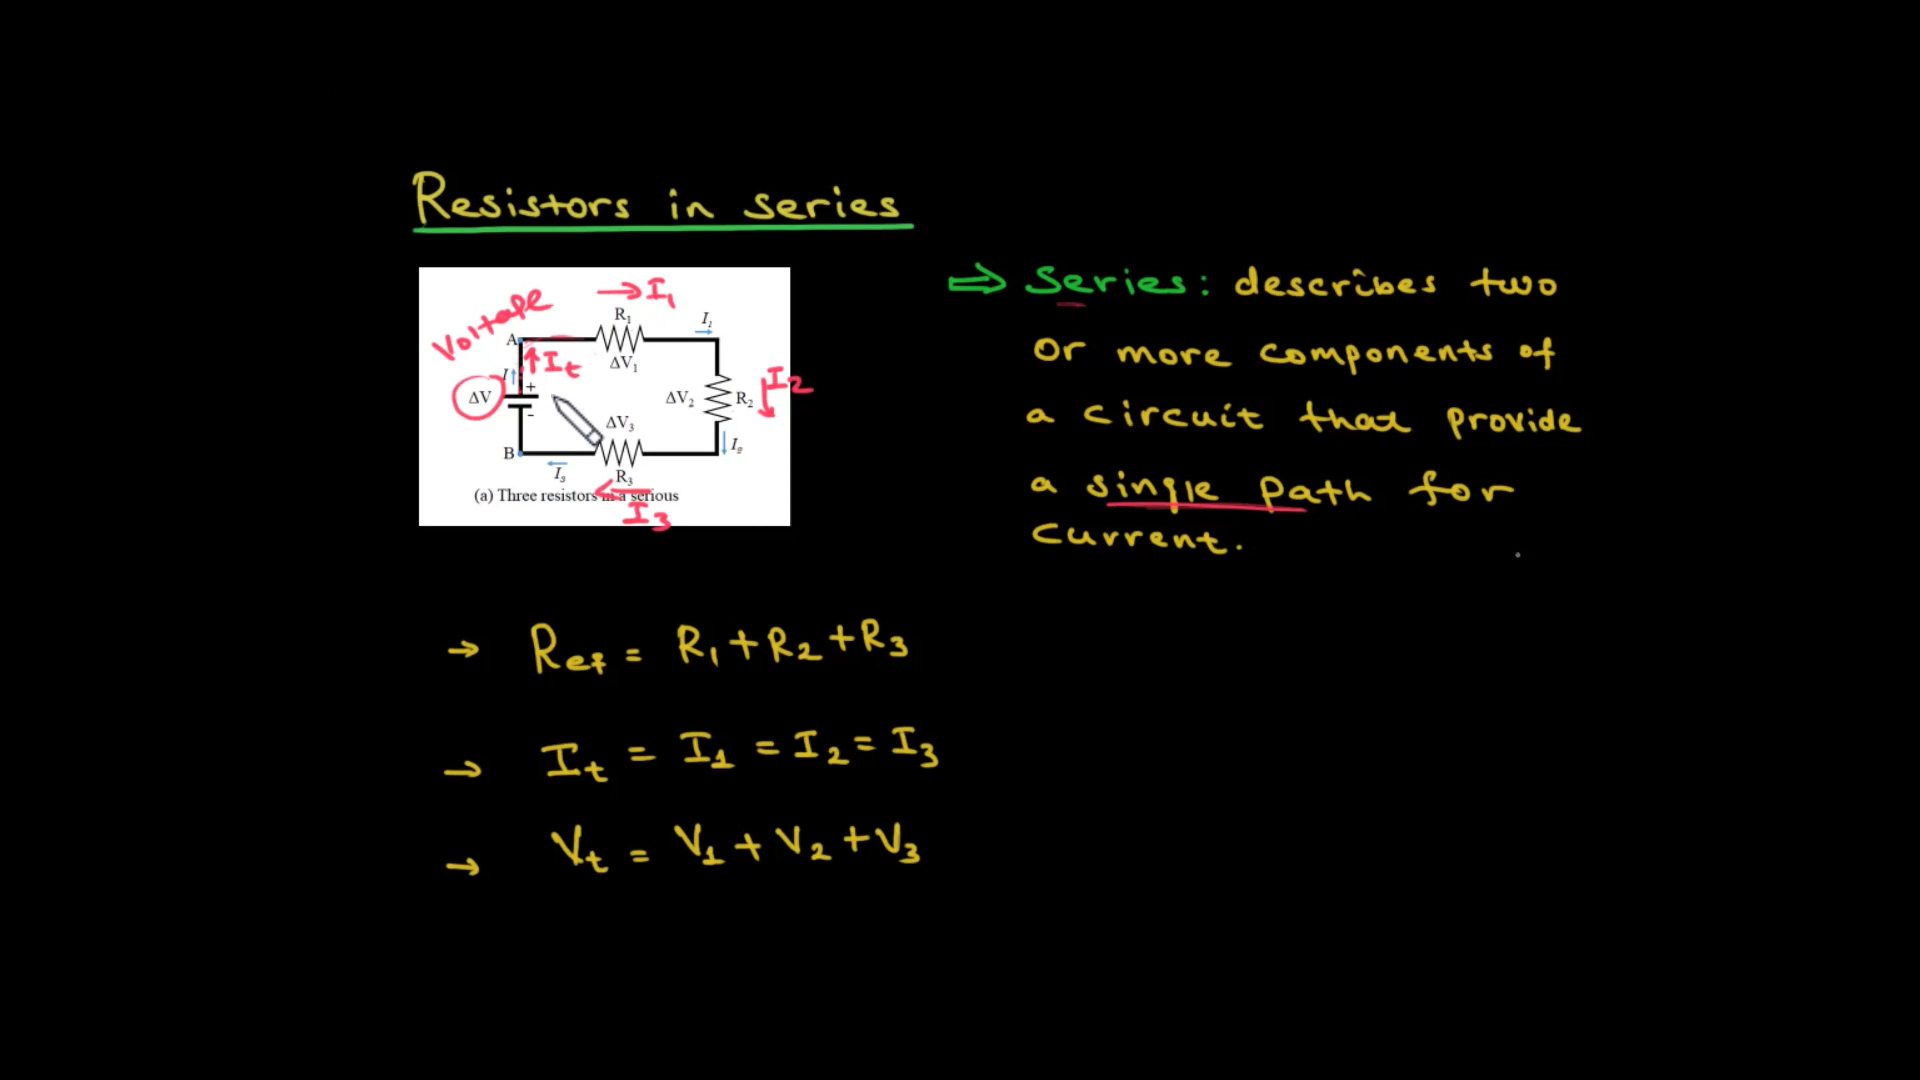 Resistors in series
→ I1
Voltage
R1
I1
A
It
ΔV1
I
+
ΔV
-
ΔV2
R2
I2
ΔV3
I2
B
I3
R3
(a) Three resistors in a serious
I3
⇒ Series: describes two
or more components of
a circuit that provide
a single path for
current.
→ Req = R1 + R2 + R3
→ It = I1 = I2 = I3
→ Vt = V1 + V2 + V3